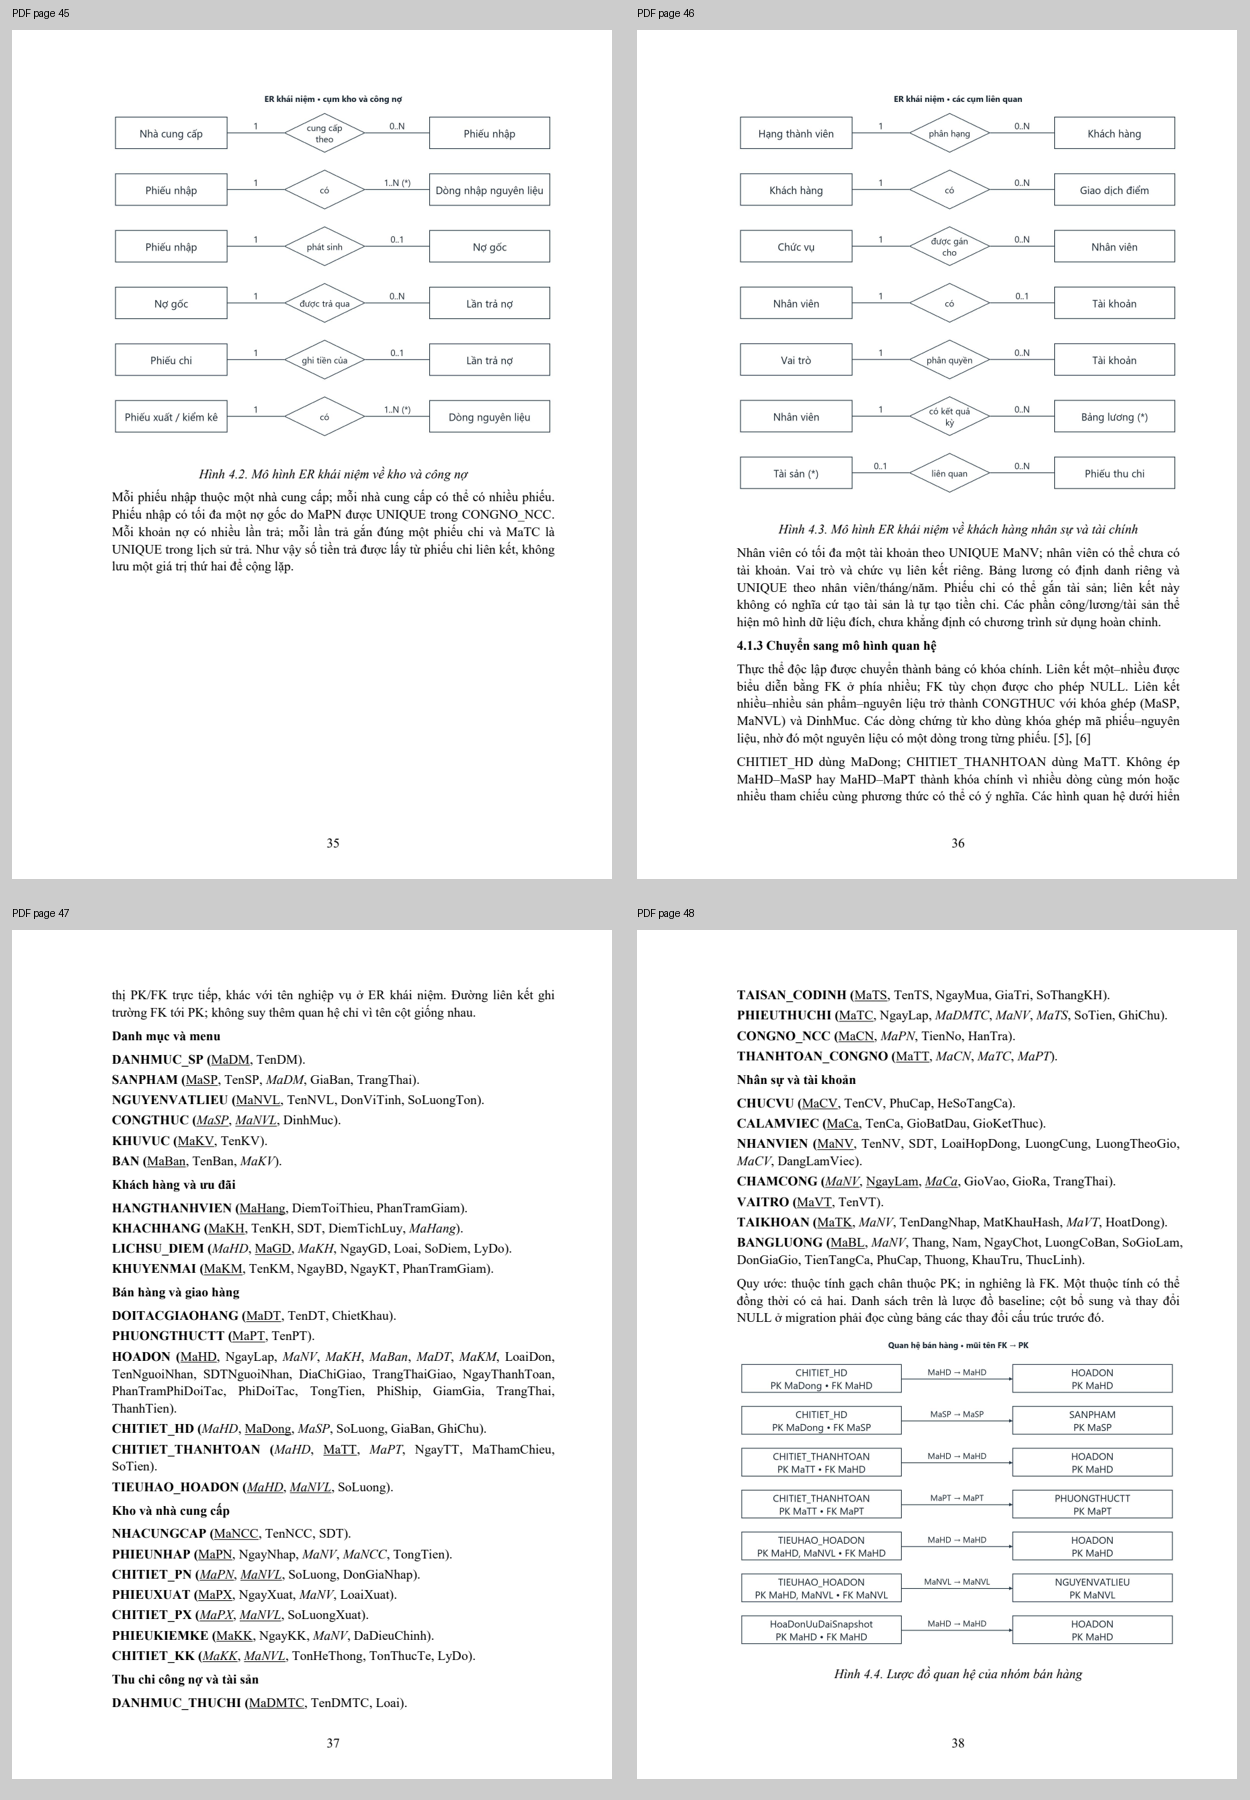 PDF page 45
ER khái niệm • cụm kho và công nợ
Nhà cung cấp 1 cung cấp theo 0..N Phiếu nhập
Phiếu nhập 1 có 1..N (*) Dòng nhập nguyên liệu
Phiếu nhập 1 phát sinh 0..1 Nợ gốc
Nợ gốc 1 được trả qua 0..N Lần trả nợ
Phiếu chi 1 ghi tiền của 0..1 Lần trả nợ
Phiếu xuất / kiểm kê 1 có 1..N (*) Dòng nguyên liệu
Hình 4.2. Mô hình ER khái niệm về kho và công nợ
Mỗi phiếu nhập thuộc một nhà cung cấp; mỗi nhà cung cấp có thể có nhiều phiếu.
Phiếu nhập có tối đa một nợ gốc do MaPN được UNIQUE trong CONGNO_NCC.
Mỗi khoản nợ có nhiều lần trả; mỗi lần trả gắn đúng một phiếu chi và MaTC là
UNIQUE trong lịch sử trả. Như vậy số tiền trả được lấy từ phiếu chi liên kết, không
lưu một giá trị thứ hai để cộng lặp.
35
PDF page 46
ER khái niệm • các cụm liên quan
Hạng thành viên 1 phân hạng 0..N Khách hàng
Khách hàng 1 có 0..N Giao dịch điểm
Chức vụ 1 được gán cho 0..N Nhân viên
Nhân viên 1 có 0..1 Tài khoản
Vai trò 1 phân quyền 0..N Tài khoản
Nhân viên 1 có kết quả kỳ 0..N Bảng lương (*)
Tài sản (*) 0..1 liên quan 0..N Phiếu thu chi
Hình 4.3. Mô hình ER khái niệm về khách hàng nhân sự và tài chính
Nhân viên có tối đa một tài khoản theo UNIQUE MaNV; nhân viên có thể chưa có
tài khoản. Vai trò và chức vụ liên kết riêng. Bảng lương có định danh riêng và
UNIQUE theo nhân viên/tháng/năm. Phiếu chi có thể gắn tài sản; liên kết này
không có nghĩa cứ tạo tài sản là tự tạo tiền chi. Các phần công/lương/tài sản thể
hiện mô hình dữ liệu đích, chưa khẳng định có chương trình sử dụng hoàn chỉnh.
4.1.3 Chuyển sang mô hình quan hệ
Thực thể độc lập được chuyển thành bảng có khóa chính. Liên kết một–nhiều được
biểu diễn bằng FK ở phía nhiều; FK tùy chọn được cho phép NULL. Liên kết
nhiều–nhiều sản phẩm–nguyên liệu trở thành CONGTHUC với khóa ghép (MaSP,
MaNVL) và DinhMuc. Các dòng chứng từ kho dùng khóa ghép mã phiếu–nguyên
liệu, nhờ đó một nguyên liệu có một dòng trong từng phiếu. [5], [6]
CHITIET_HD dùng MaDong; CHITIET_THANHTOAN dùng MaTT. Không ép
MaHD–MaSP hay MaHD–MaPT thành khóa chính vì nhiều dòng cùng món hoặc
nhiều tham chiếu cùng phương thức có thể có ý nghĩa. Các hình quan hệ dưới hiển
36
PDF page 47
thị PK/FK trực tiếp, khác với tên nghiệp vụ ở ER khái niệm. Đường liên kết ghi
trường FK tới PK; không suy thêm quan hệ chỉ vì tên cột giống nhau.
Danh mục và menu
DANHMUC_SP (MaDM, TenDM).
SANPHAM (MaSP, TenSP, MaDM, GiaBan, TrangThai).
NGUYENVATLIEU (MaNVL, TenNVL, DonViTinh, SoLuongTon).
CONGTHUC (MaSP, MaNVL, DinhMuc).
KHUVUC (MaKV, TenKV).
BAN (MaBan, TenBan, MaKV).
Khách hàng và ưu đãi
HANGTHANHVIEN (MaHang, DiemToiThieu, PhanTramGiam).
KHACHHANG (MaKH, TenKH, SDT, DiemTichLuy, MaHang).
LICHSU_DIEM (MaHD, MaGD, MaKH, NgayGD, Loai, SoDiem, LyDo).
KHUYENMAI (MaKM, TenKM, NgayBD, NgayKT, PhanTramGiam).
Bán hàng và giao hàng
DOITACGIAOHANG (MaDT, TenDT, ChietKhau).
PHUONGTHUCTT (MaPT, TenPT).
HOADON (MaHD, NgayLap, MaNV, MaKH, MaBan, MaDT, MaKM, LoaiDon,
TenNguoiNhan, SDTNguoiNhan, DiaChiGiao, TrangThaiGiao, NgayThanhToan,
PhanTramPhiDoiTac, PhiDoiTac, TongTien, PhiShip, GiamGia, TrangThai,
ThanhTien).
CHITIET_HD (MaHD, MaDong, MaSP, SoLuong, GiaBan, GhiChu).
CHITIET_THANHTOAN (MaHD, MaTT, MaPT, NgayTT, MaThamChieu,
SoTien).
TIEUHAO_HOADON (MaHD, MaNVL, SoLuong).
Kho và nhà cung cấp
NHACUNGCAP (MaNCC, TenNCC, SDT).
PHIEUNHAP (MaPN, NgayNhap, MaNV, MaNCC, TongTien).
CHITIET_PN (MaPN, MaNVL, SoLuong, DonGiaNhap).
PHIEUXUAT (MaPX, NgayXuat, MaNV, LoaiXuat).
CHITIET_PX (MaPX, MaNVL, SoLuongXuat).
PHIEUKIEMKE (MaKK, NgayKK, MaNV, DaDieuChinh).
CHITIET_KK (MaKK, MaNVL, TonHeThong, TonThucTe, LyDo).
Thu chi công nợ và tài sản
DANHMUC_THUCHI (MaDMTC, TenDMTC, Loai).
37
PDF page 48
TAISAN_CODINH (MaTS, TenTS, NgayMua, GiaTri, SoThangKH).
PHIEUTHUCHI (MaTC, NgayLap, MaDMTC, MaNV, MaTS, SoTien, GhiChu).
CONGNO_NCC (MaCN, MaPN, TienNo, HanTra).
THANHTOAN_CONGNO (MaTT, MaCN, MaTC, MaPT).
Nhân sự và tài khoản
CHUCVU (MaCV, TenCV, PhuCap, HeSoTangCa).
CALAMVIEC (MaCa, TenCa, GioBatDau, GioKetThuc).
NHANVIEN (MaNV, TenNV, SDT, LoaiHopDong, LuongCung, LuongTheoGio,
MaCV, DangLamViec).
CHAMCONG (MaNV, NgayLam, MaCa, GioVao, GioRa, TrangThai).
VAITRO (MaVT, TenVT).
TAIKHOAN (MaTK, MaNV, TenDangNhap, MatKhauHash, MaVT, HoatDong).
BANGLUONG (MaBL, MaNV, Thang, Nam, NgayChot, LuongCoBan, SoGioLam,
DonGiaGio, TienTangCa, PhuCap, Thuong, KhauTru, ThucLinh).
Quy ước: thuộc tính gạch chân thuộc PK; in nghiêng là FK. Một thuộc tính có thể
đồng thời có cả hai. Danh sách trên là lược đồ baseline; cột bổ sung và thay đổi
NULL ở migration phải đọc cùng bảng các thay đổi cấu trúc trước đó.
Quan hệ bán hàng • mũi tên FK → PK
CHITIET_HD MaHD → MaHD HOADON
PK MaDong • FK MaHD PK MaHD
CHITIET_HD MaSP → MaSP SANPHAM
PK MaDong • FK MaSP PK MaSP
CHITIET_THANHTOAN MaHD → MaHD HOADON
PK MaTT • FK MaHD PK MaHD
CHITIET_THANHTOAN MaPT → MaPT PHUONGTHUCTT
PK MaTT • FK MaPT PK MaPT
TIEUHAO_HOADON MaHD → MaHD HOADON
PK MaHD, MaNVL • FK MaHD PK MaHD
TIEUHAO_HOADON MaNVL → MaNVL NGUYENVATLIEU
PK MaHD, MaNVL • FK MaNVL PK MaNVL
HoaDonUuDaiSnapshot MaHD → MaHD HOADON
PK MaHD • FK MaHD PK MaHD
Hình 4.4. Lược đồ quan hệ của nhóm bán hàng
38